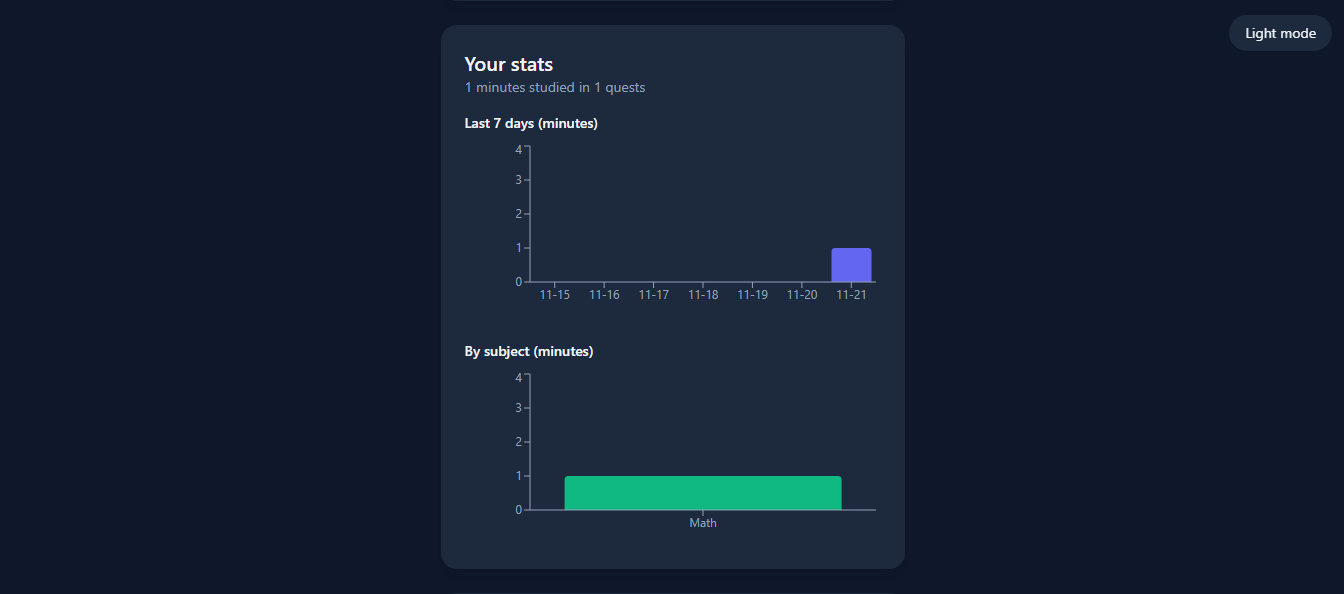 Light mode
Your stats
1 minutes studied in 1 quests
Last 7 days (minutes)
4
3
2
1
0
11-15 11-16 11-17 11-18 11-19 11-20 11-21
By subject (minutes)
4
3
2
1
0
Math